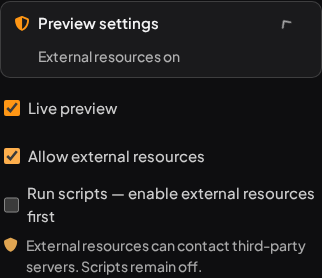 Preview settings
External resources on
Live preview
Allow external resources
Run scripts — enable external resources
first
External resources can contact third-party
servers. Scripts remain off.